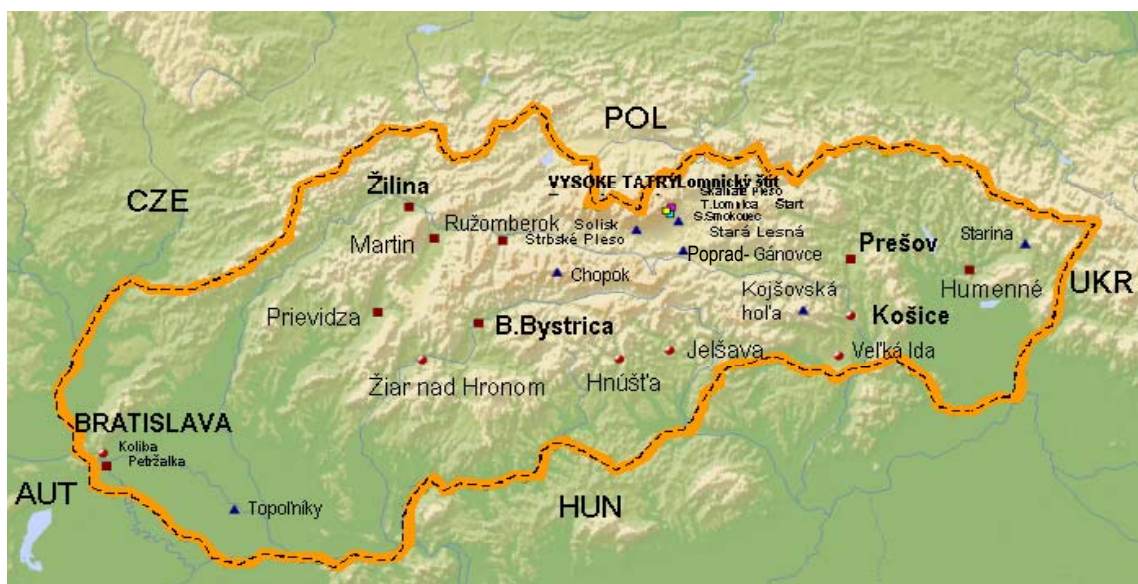 POL
CZE
VYSOKE TATRY Lomnický štít
Žilina
Skalnaté Pleso
T.Lomnica Štart
S.Smokovec
Ružomberok
Solisk
Stará Lesná
Starina
Martin
Štrbské Pleso
Prešov
Poprad- Gánovce
Chopok
UKR
Kojšovská
hoľa
Humenné
Prievidza
B.Bystrica
Košice
Jelšava
Veľká Ida
Žiar nad Hronom
Hnúšťa
BRATISLAVA
Koliba
Petržalka
AUT
Topoľníky
HUN